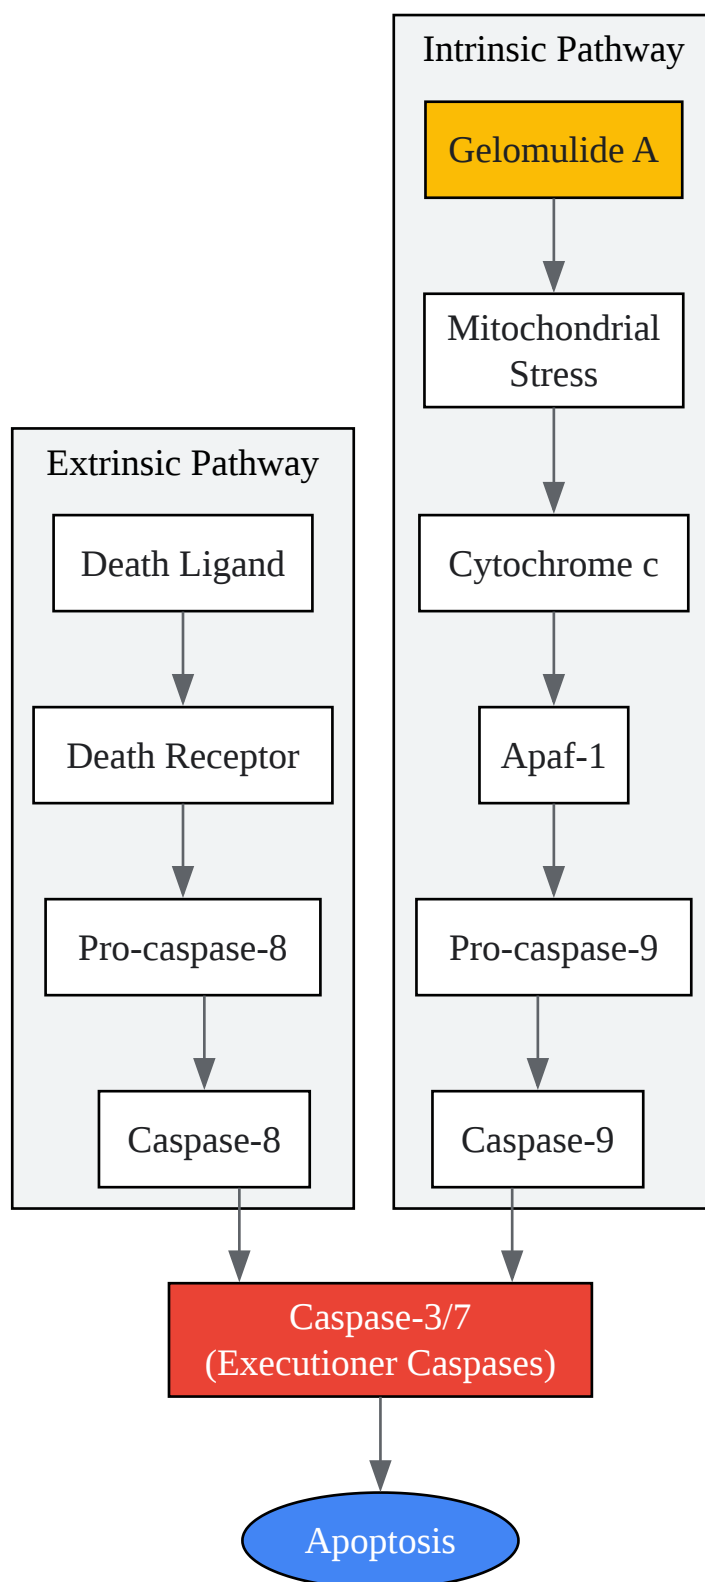 Intrinsic Pathway
Gelomulide A
Mitochondrial
Stress
Cytochrome c
Apaf-1
Pro-caspase-9
Caspase-9
Extrinsic Pathway
Death Ligand
Death Receptor
Pro-caspase-8
Caspase-8
Caspase-3/7
(Executioner Caspases)
Apoptosis